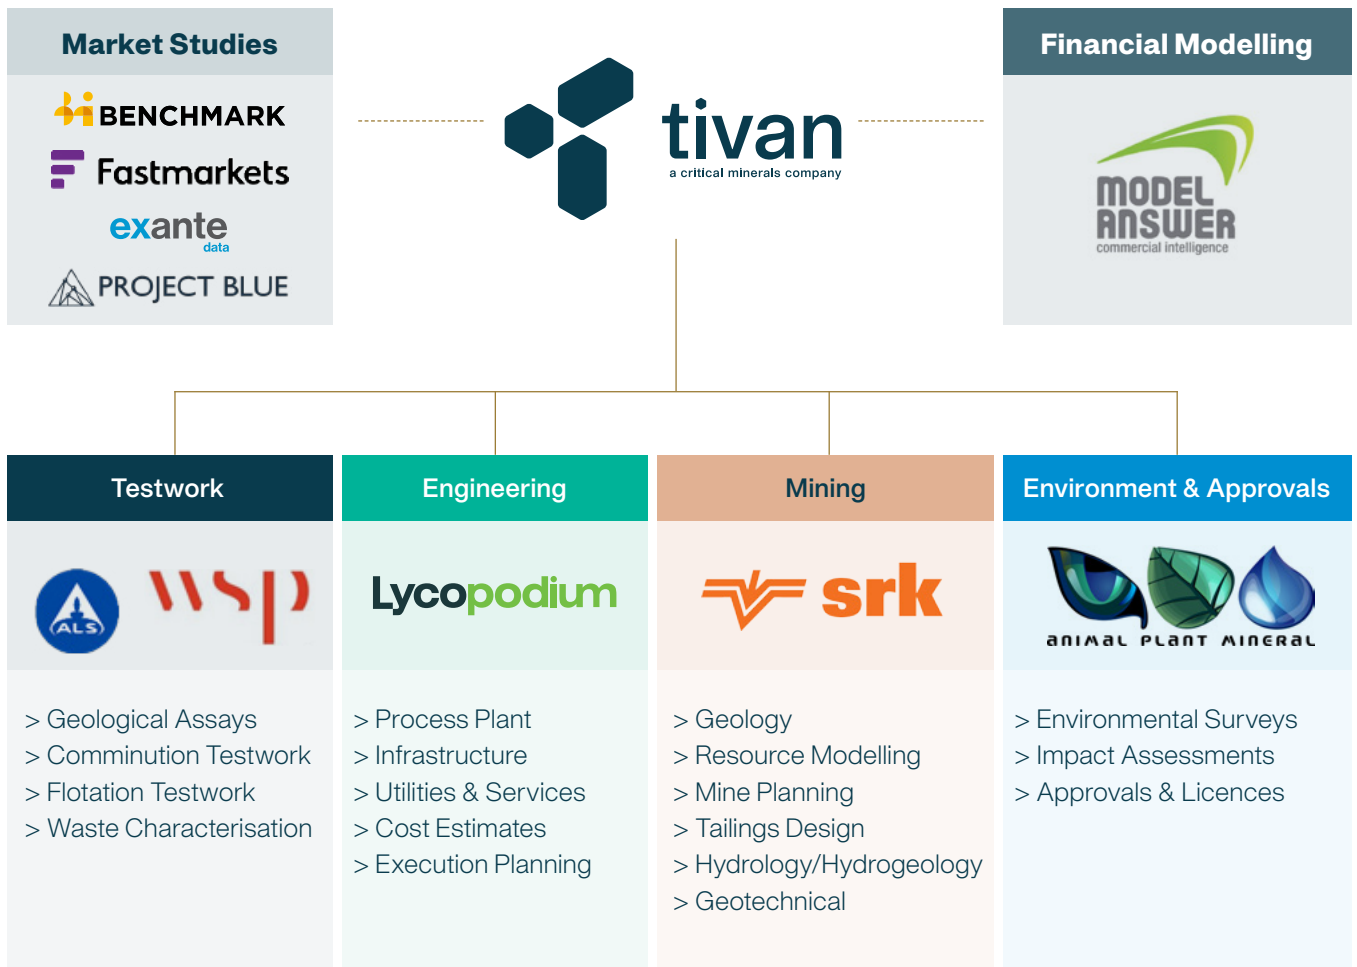 Market Studies
BENCHMARK
Fastmarkets
exante
data
PROJECT BLUE
tivan
a critical minerals company
Financial Modelling
MODEL
ANSWER
commercial intelligence
Testwork
ALS
wsp
> Geological Assays
> Comminution Testwork
> Flotation Testwork
> Waste Characterisation
Engineering
Lycopodium
> Process Plant
> Infrastructure
> Utilities & Services
> Cost Estimates
> Execution Planning
Mining
srk
> Geology
> Resource Modelling
> Mine Planning
> Tailings Design
> Hydrology/Hydrogeology
> Geotechnical
Environment & Approvals
ANIMAL PLANT MINERAL
> Environmental Surveys
> Impact Assessments
> Approvals & Licences